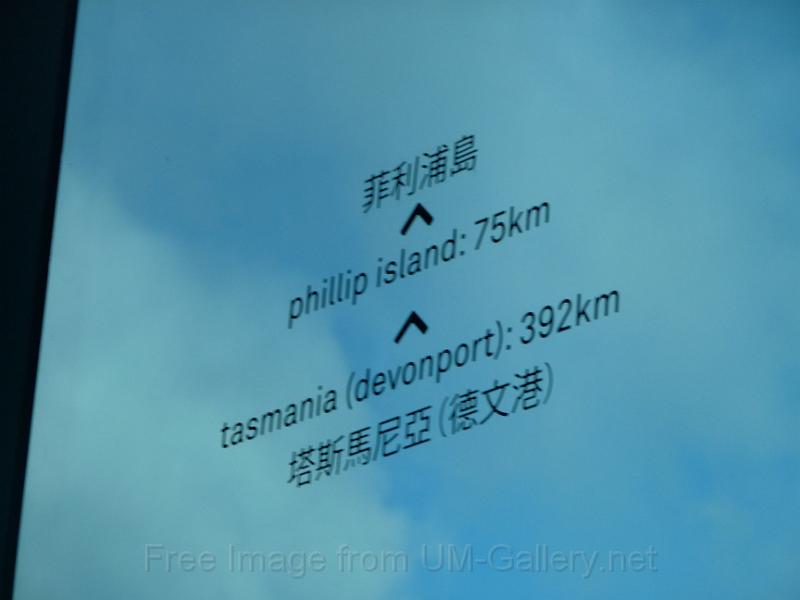 菲利浦島
phillip island: 75km
tasmania (devonport): 392km
塔斯馬尼亞(德文港)
Free Image from UM-Gallery.net